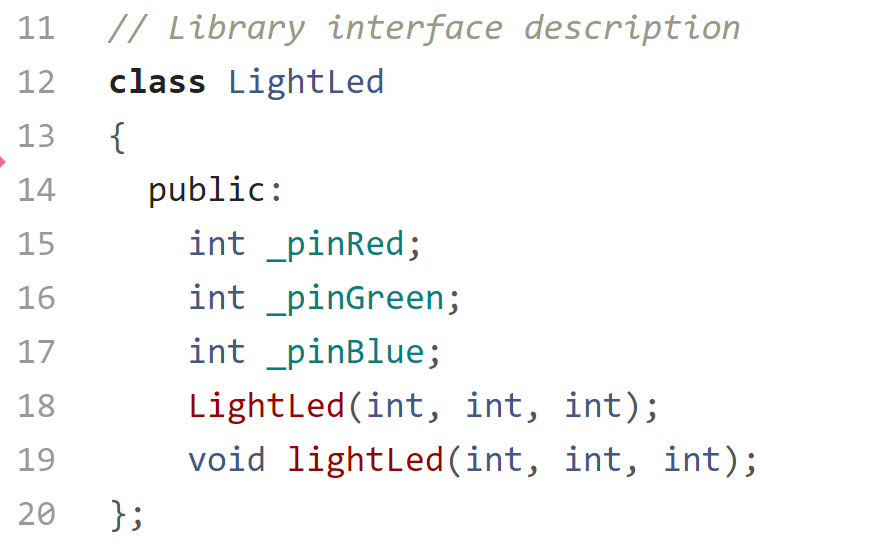 11 // Library interface description
12 class LightLed
13 {
14 public:
15 int _pinRed;
16 int _pinGreen;
17 int _pinBlue;
18 LightLed(int, int, int);
19 void lightLed(int, int, int);
20 };